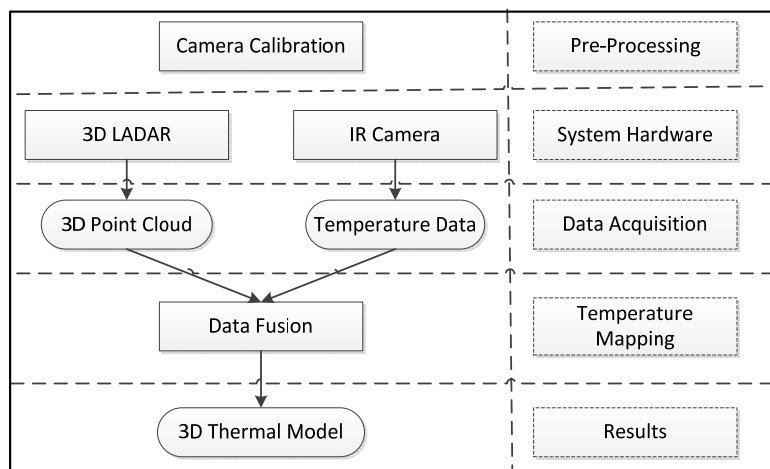 Camera Calibration
Pre-Processing
3D LADAR
IR Camera
System Hardware
3D Point Cloud
Temperature Data
Data Acquisition
Data Fusion
Temperature
Mapping
3D Thermal Model
Results